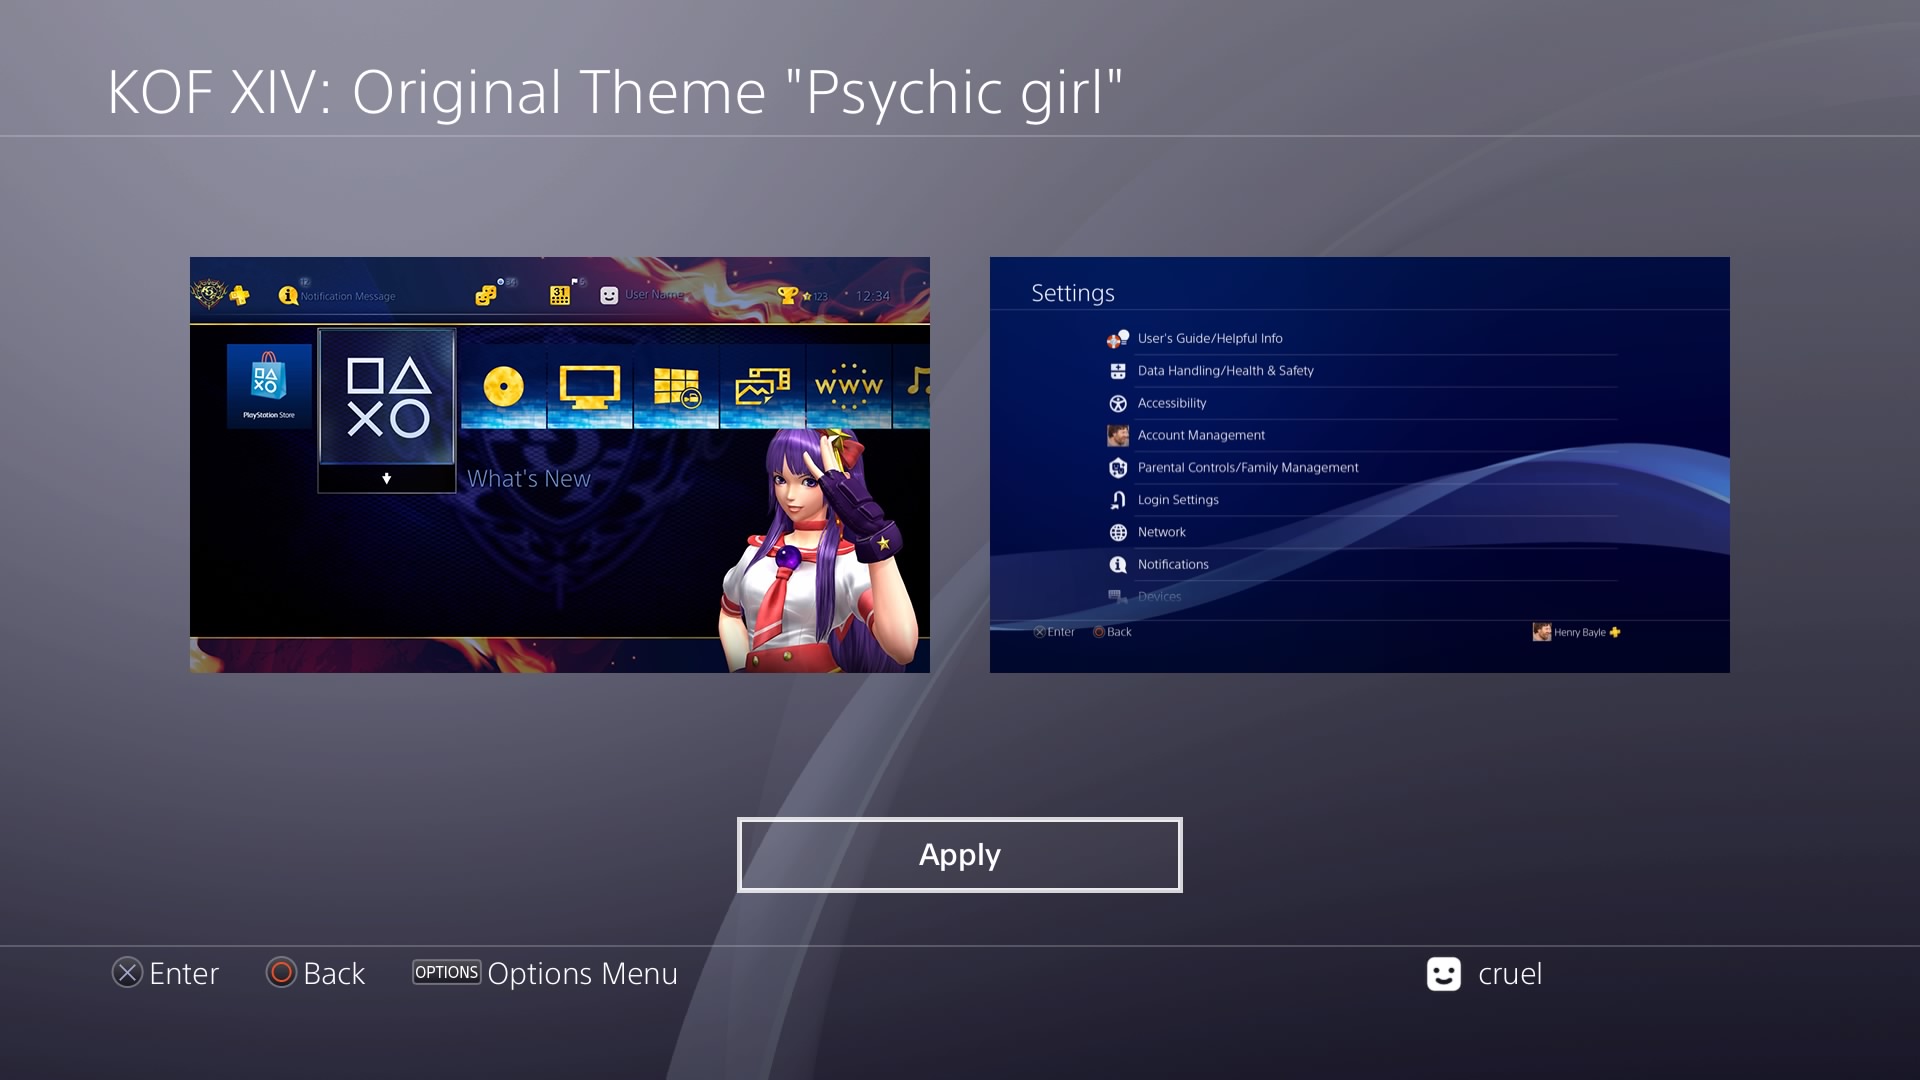 KOF XIV: Original Theme "Psychic girl"
12
Notification Message
31
User Name
123
12:34
PlayStation Store
WWW
What's New
Settings
User's Guide/Helpful Info
Data Handling/Health & Safety
Accessibility
Account Management
Parental Controls/Family Management
Login Settings
Network
Notifications
Devices
Enter
Back
Henry Bayle
Apply
Enter
Back
OPTIONS Options Menu
cruel